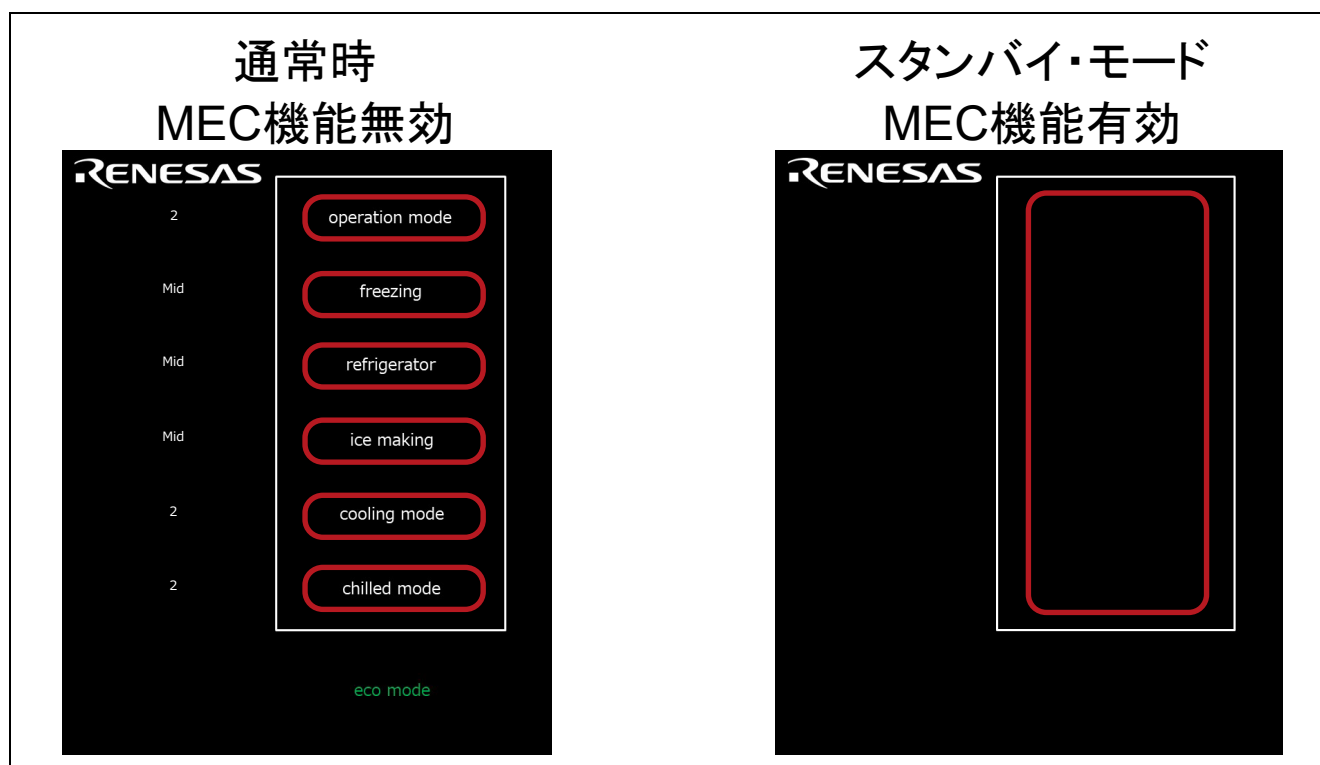 通常時
MEC機能無効
RENESAS
2 operation mode
Mid freezing
Mid refrigerator
Mid ice making
2 cooling mode
2 chilled mode
eco mode
スタンバイ・モード
MEC機能有効
RENESAS